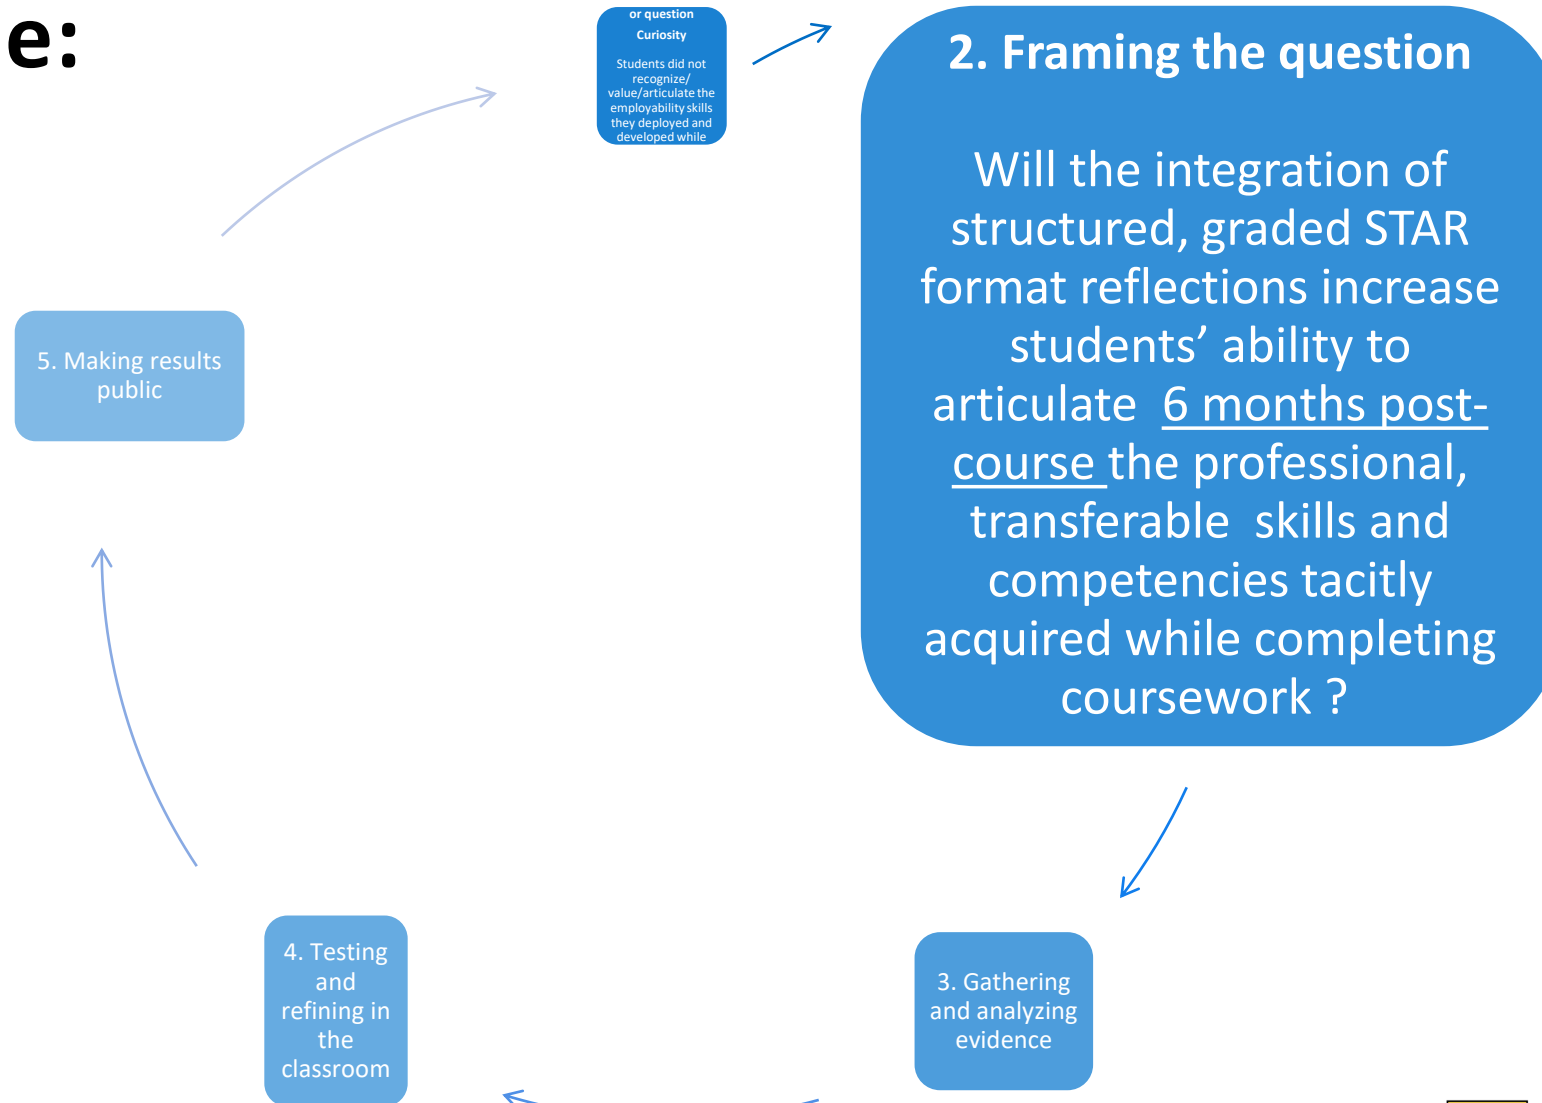 e:
or question
Curiosity
Students did not
recognize/
value/articulate the
employability skills
they deployed and
developed while
2. Framing the question
Will the integration of
structured, graded STAR
format reflections increase
students’ ability to
articulate  6 months post-
course the professional,
transferable  skills and
competencies tacitly
acquired while completing
coursework ?
3. Gathering
and analyzing
evidence
4. Testing
and
refining in
the
classroom
5. Making results
public